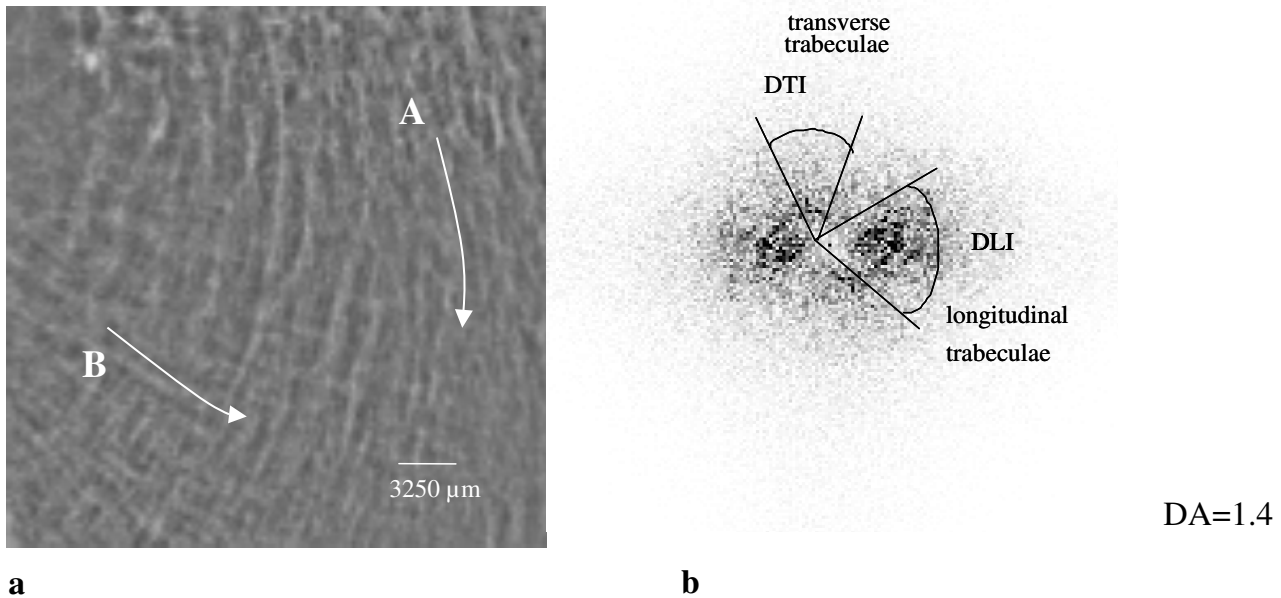 A
B
3250 µm
a
transverse
trabeculae
DTI
DLI
longitudinal
trabeculae
DA=1.4
b